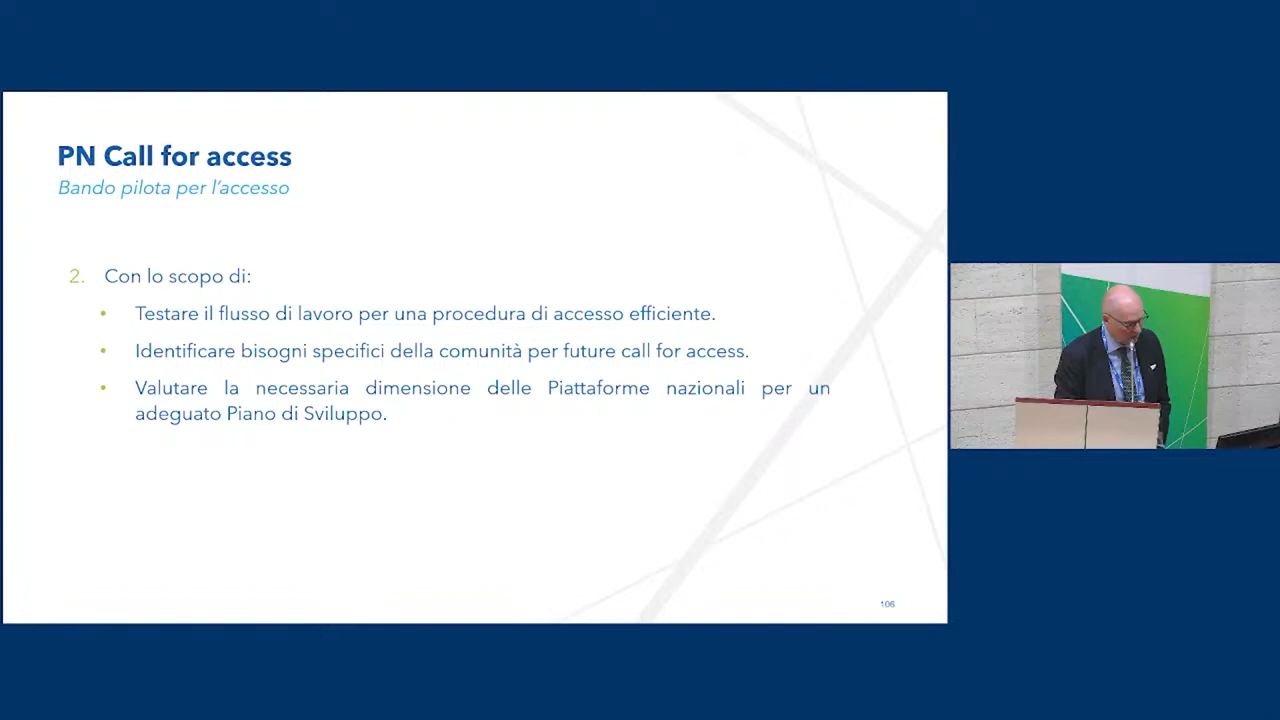 PN Call for access
Bando pilota per l'accesso
2. Con lo scopo di:
• Testare il flusso di lavoro per una procedura di accesso efficiente.
• Identificare bisogni specifici della comunità per future call for access.
• Valutare la necessaria dimensione delle Piattaforme nazionali per un
adeguato Piano di Sviluppo.
106